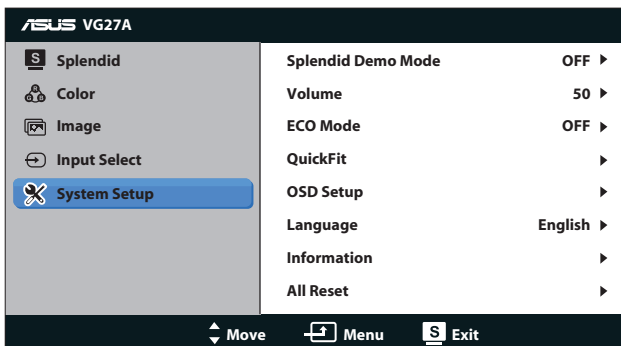 ASUS VG27A
S Splendid
Color
Image
Input Select
System Setup
Splendid Demo Mode OFF
Volume 50
ECO Mode OFF
QuickFit
OSD Setup
Language English
Information
All Reset
Move Menu S Exit